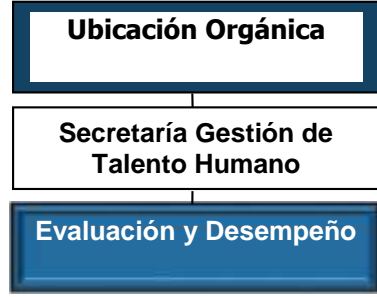 Ubicación Orgánica
Secretaría Gestión de
Talento Humano
Evaluación y Desempeño